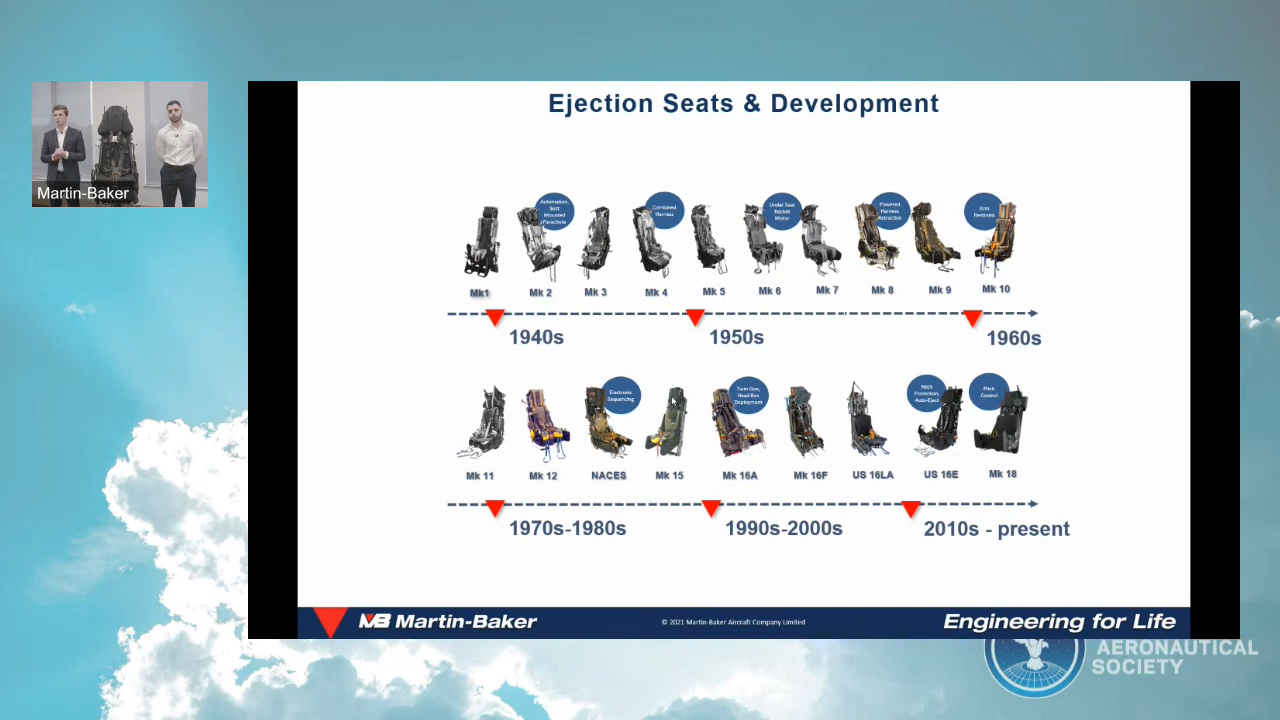 Ejection Seats & Development
Martin-Baker
Automation,
Seat
Mounted
Parachute
Combined
Harness
Under Seat
Rocket
Motor
Powered
Harness
Retraction
Arm
Restraint
Mk1
Mk 2
Mk 3
Mk 4
Mk 5
Mk 6
Mk 7
Mk 8
Mk 9
Mk 10
1940s
1950s
1960s
Electronic
Sequencing
Twin Gun,
Head Box
Deployment
Neck
Protection,
Auto-Eject
Pitch
Control
Mk 11
Mk 12
NACES
Mk 15
Mk 16A
Mk 16F
US 16LA
US 16E
Mk 18
1970s-1980s
1990s-2000s
2010s - present
MB Martin-Baker
© 2021 Martin-Baker Aircraft Company Limited
Engineering for Life
AERONAUTICAL
SOCIETY